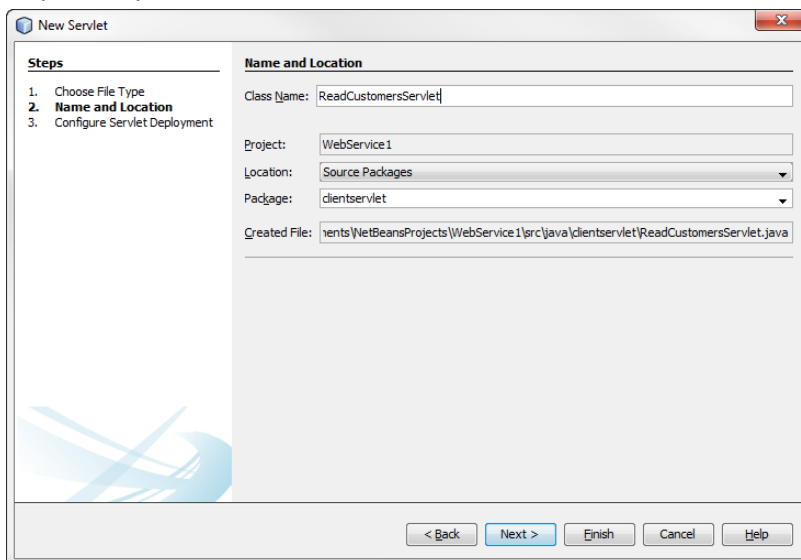 New Servlet
Steps
1. Choose File Type
2. Name and Location
3. Configure Servlet Deployment
Name and Location
Class Name: ReadCustomersServlet
Project: WebService1
Location: Source Packages
Package: clientservlet
Created File: nents\NetBeansProjects\WebService1\src\java\clientservlet\ReadCustomersServlet.java
< Back Next > Finish Cancel Help